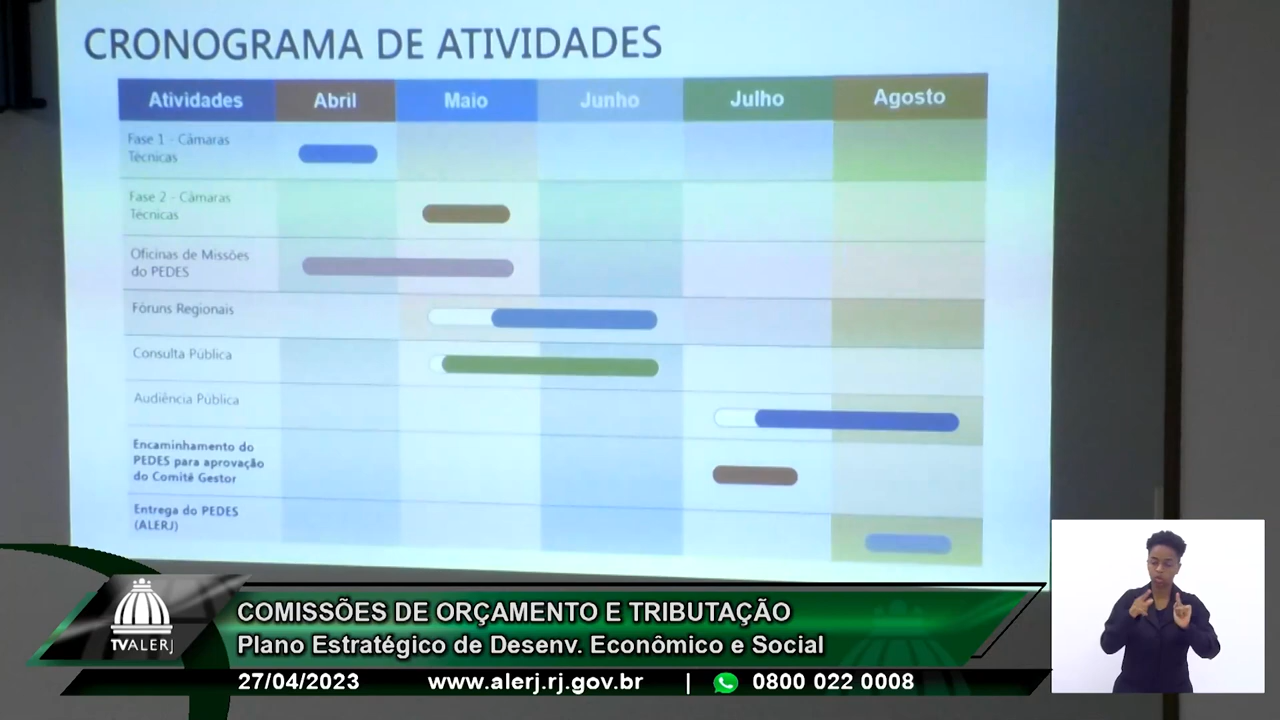 CRONOGRAMA DE ATIVIDADES
Atividades Abril Maio Junho Julho Agosto
Fase 1 - Câmaras
Técnicas
Fase 2 - Câmaras
Técnicas
Oficinas de Missões
do PEDES
Fóruns Regionais
Consulta Pública
Audiência Pública
Encaminhamento do
PEDES para aprovação
do Comitê Gestor
Entrega do PEDES
(ALERJ)
TVALERJ
COMISSÕES DE ORÇAMENTO E TRIBUTAÇÃO
Plano Estratégico de Desenv. Econômico e Social
27/04/2023 www.alerj.rj.gov.br | 0800 022 0008